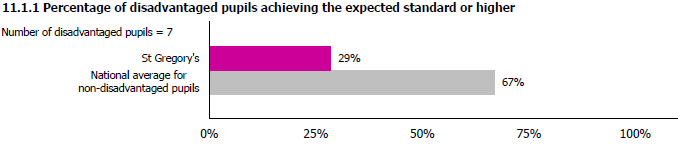 11.1.1 Percentage of disadvantaged pupils achieving the expected standard or higher
Number of disadvantaged pupils = 7
St Gregory's
29%
National average for
non-disadvantaged pupils
67%
0%
25%
50%
75%
100%